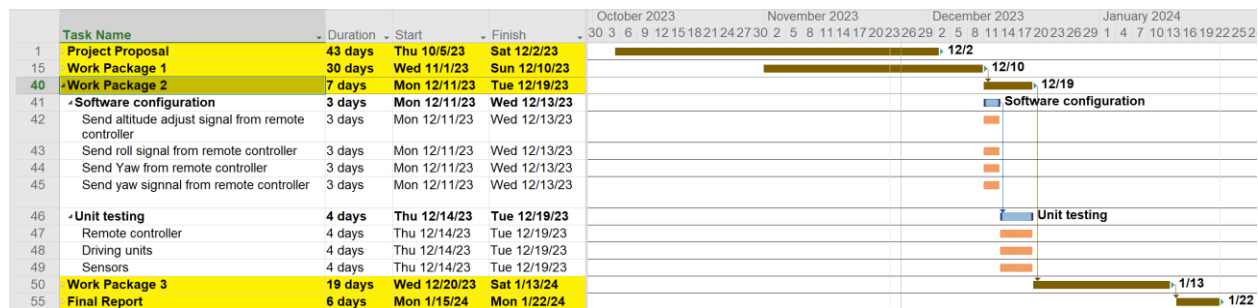 October 2023 November 2023 December 2023 January 2024
Task Name Duration Start Finish 30 3 6 9 12 15 18 21 24 27 30 2 5 8 11 14 17 20 23 26 29 2 5 8 11 14 17 20 23 26 29 1 4 7 10 13 16 19 22 25 2
1 Project Proposal 43 days Thu 10/5/23 Sat 12/2/23 12/2
15 Work Package 1 30 days Wed 11/1/23 Sun 12/10/23 12/10
40 Work Package 2 7 days Mon 12/11/23 Tue 12/19/23 12/19
41 Software configuration 3 days Mon 12/11/23 Wed 12/13/23 Software configuration
42 Send altitude adjust signal from remote 3 days Mon 12/11/23 Wed 12/13/23
controller
43 Send roll signal from remote controller 3 days Mon 12/11/23 Wed 12/13/23
44 Send Yaw from remote controller 3 days Mon 12/11/23 Wed 12/13/23
45 Send yaw signnal from remote controller 3 days Mon 12/11/23 Wed 12/13/23
46 Unit testing 4 days Thu 12/14/23 Tue 12/19/23 Unit testing
47 Remote controller 4 days Thu 12/14/23 Tue 12/19/23
48 Driving units 4 days Thu 12/14/23 Tue 12/19/23
49 Sensors 4 days Thu 12/14/23 Tue 12/19/23
50 Work Package 3 19 days Wed 12/20/23 Sat 1/13/24 1/13
55 Final Report 6 days Mon 1/15/24 Mon 1/22/24 1/22